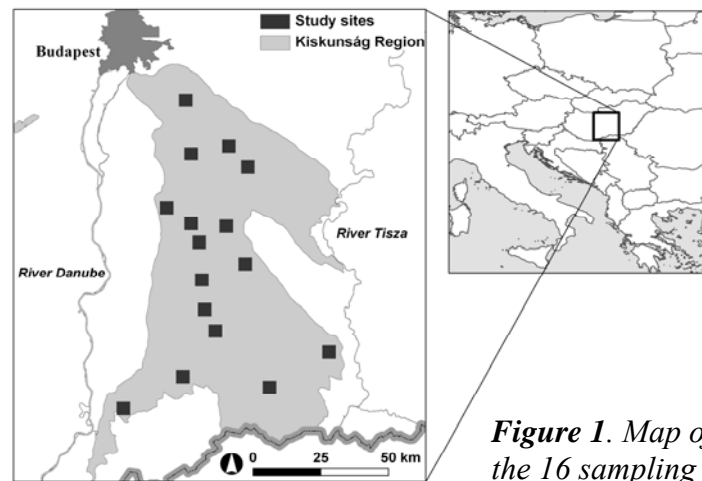 Study sites
Kiskunság Region
Budapest
River Tisza
River Danube
0 25 50 km
Figure 1. Map of
the 16 sampling